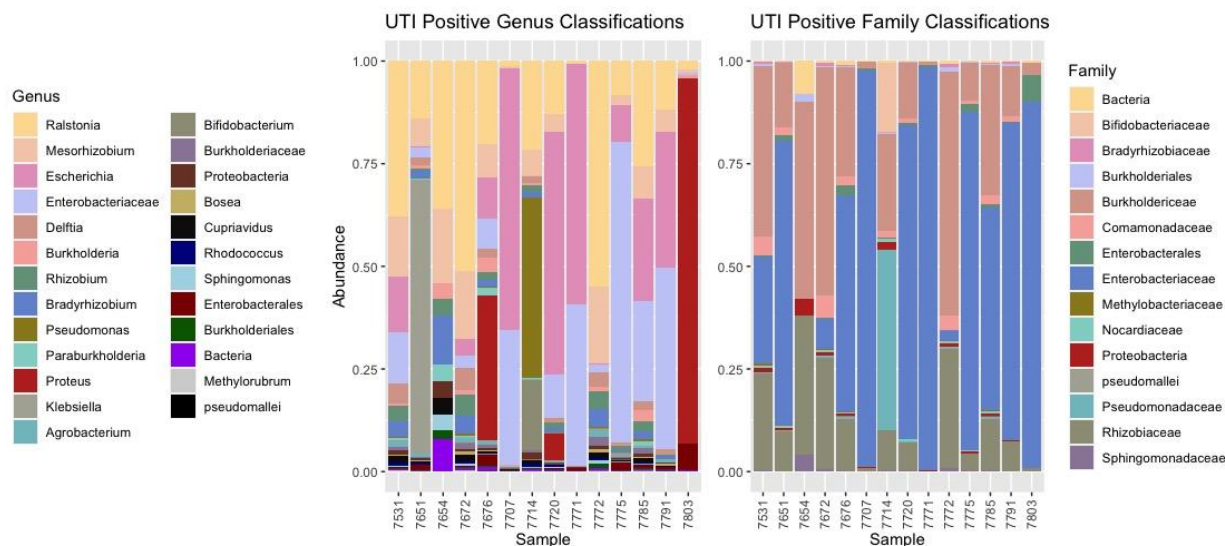 UTI Positive Genus Classifications
UTI Positive Family Classifications
Genus
Ralstonia
Mesorhizobium
Escherichia
Enterobacteriaceae
Delftia
Burkholderia
Rhizobium
Bradyrhizobium
Pseudomonas
Paraburkholderia
Proteus
Klebsiella
Agrobacterium
Bifidobacterium
Burkholderiaceae
Proteobacteria
Bosea
Cupriavidus
Rhodococcus
Sphingomonas
Enterobacterales
Burkholderiales
Bacteria
Methylorubrum
pseudomallei
Abundance
1.00
0.75
0.50
0.25
0.00
7531
7651
7654
7672
7676
7707
7714
7720
7771
7772
7775
7785
7791
7803
Sample
1.00
0.75
0.50
0.25
0.00
7531
7651
7654
7672
7676
7707
7714
7720
7771
7772
7775
7785
7791
7803
Sample
Family
Bacteria
Bifidobacteriaceae
Bradyrhizobiaceae
Burkholderiales
Burkholdericeae
Comamonadaceae
Enterobacterales
Enterobacteriaceae
Methylobacteriaceae
Nocardiaceae
Proteobacteria
pseudomallei
Pseudomonadaceae
Rhizobiaceae
Sphingomonadaceae